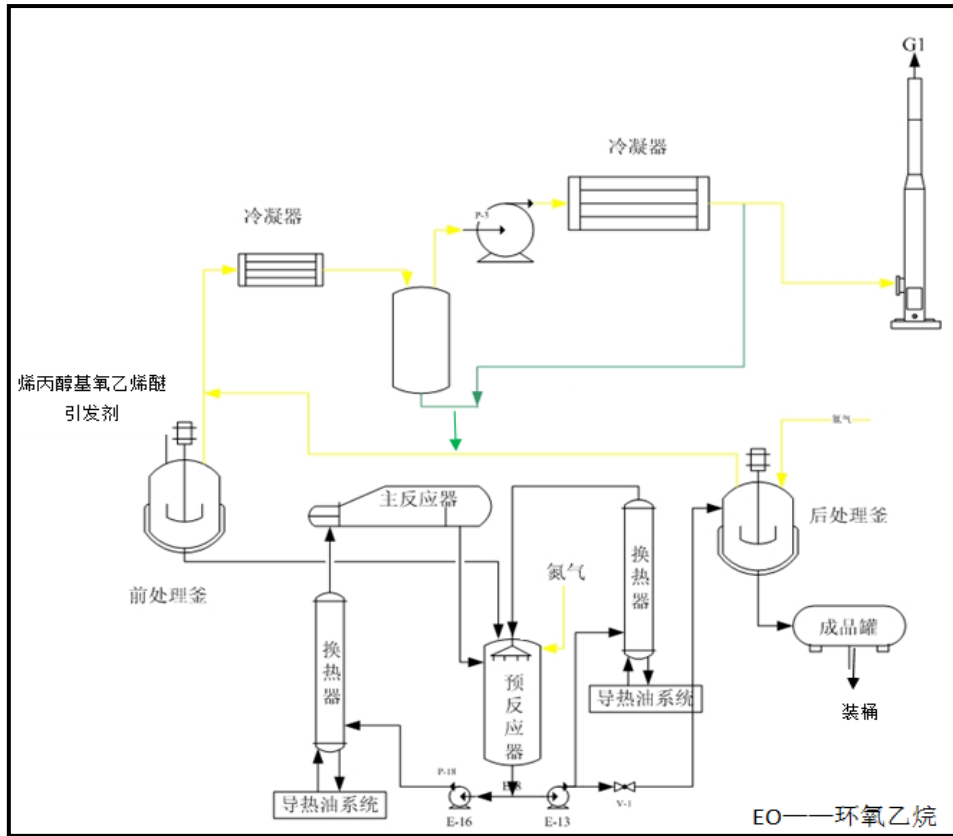 G1
冷凝器
冷凝器
P-3
烯丙醇基氧乙烯醚
引发剂
氮气
主反应器
后处理釜
换热器
氮气
前处理釜
换热器
预反应器
成品罐
导热油系统
装桶
P-18
导热油系统
E-16
E-13
V-1
EO——环氧乙烷